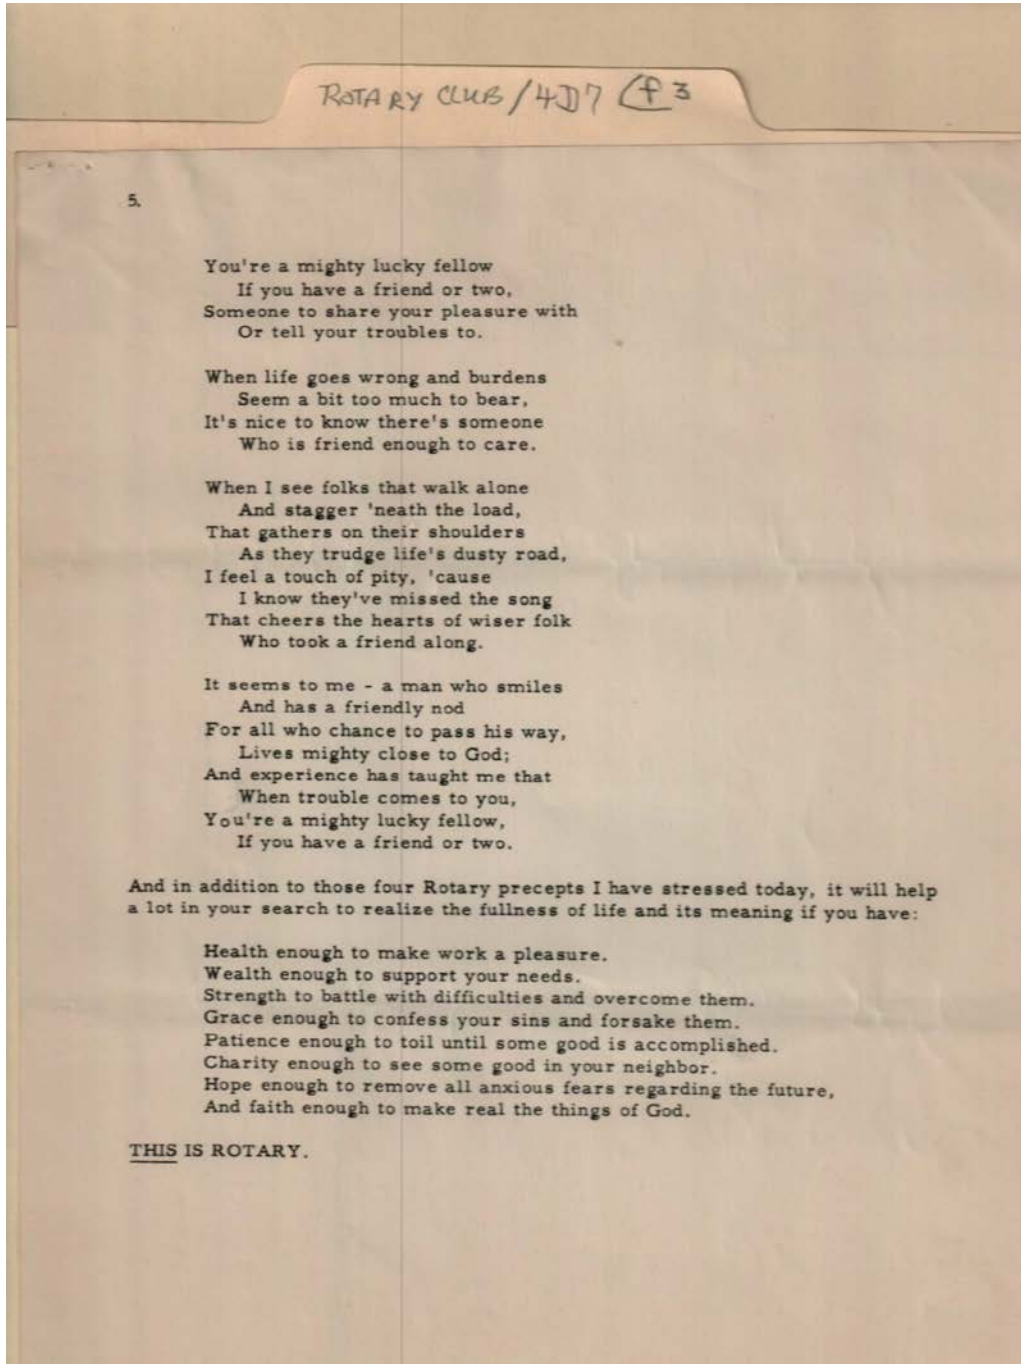 ROTARY CLUB/4D7 f3
5.
You're a mighty lucky fellow
If you have a friend or two,
Someone to share your pleasure with
Or tell your troubles to.
When life goes wrong and burdens
Seem a bit too much to bear,
It's nice to know there's someone
Who is friend enough to care.
When I see folks that walk alone
And stagger 'neath the load,
That gathers on their shoulders
As they trudge life's dusty road,
I feel a touch of pity, 'cause
I know they've missed the song
That cheers the hearts of wiser folk
Who took a friend along.
It seems to me - a man who smiles
And has a friendly nod
For all who chance to pass his way,
Lives mighty close to God;
And experience has taught me that
When trouble comes to you,
You're a mighty lucky fellow,
If you have a friend or two.
And in addition to those four Rotary precepts I have stressed today, it will help
a lot in your search to realize the fullness of life and its meaning if you have:
Health enough to make work a pleasure.
Wealth enough to support your needs.
Strength to battle with difficulties and overcome them.
Grace enough to confess your sins and forsake them.
Patience enough to toil until some good is accomplished.
Charity enough to see some good in your neighbor.
Hope enough to remove all anxious fears regarding the future,
And faith enough to make real the things of God.
THIS IS ROTARY.